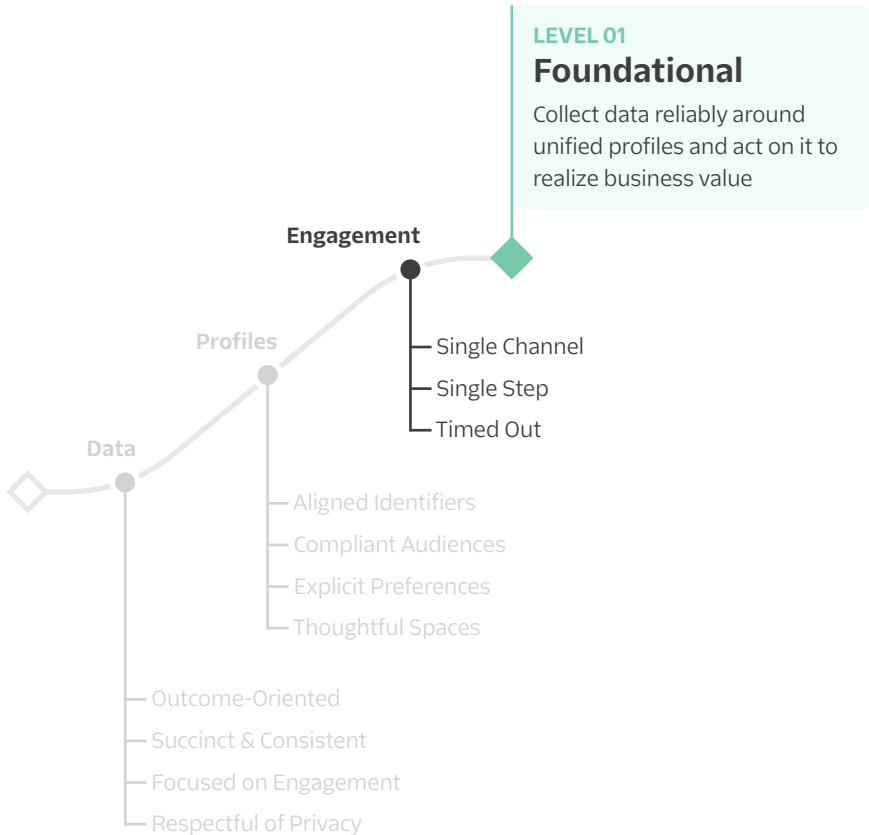 LEVEL 01
Foundational
Collect data reliably around
unified profiles and act on it to
realize business value
Engagement
Single Channel
Single Step
Timed Out
Profiles
Aligned Identifiers
Compliant Audiences
Explicit Preferences
Thoughtful Spaces
Data
Outcome-Oriented
Succinct & Consistent
Focused on Engagement
Respectful of Privacy